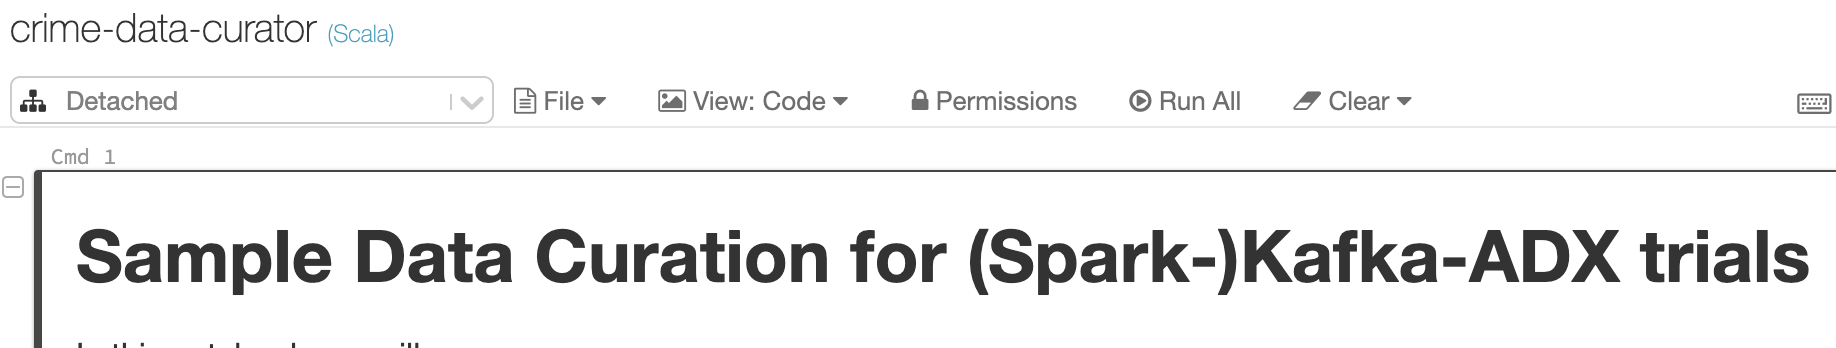 crime-data-curator (Scala)
Detached File View: Code Permissions Run All Clear
Cmd 1
Sample Data Curation for (Spark-)Kafka-ADX trials